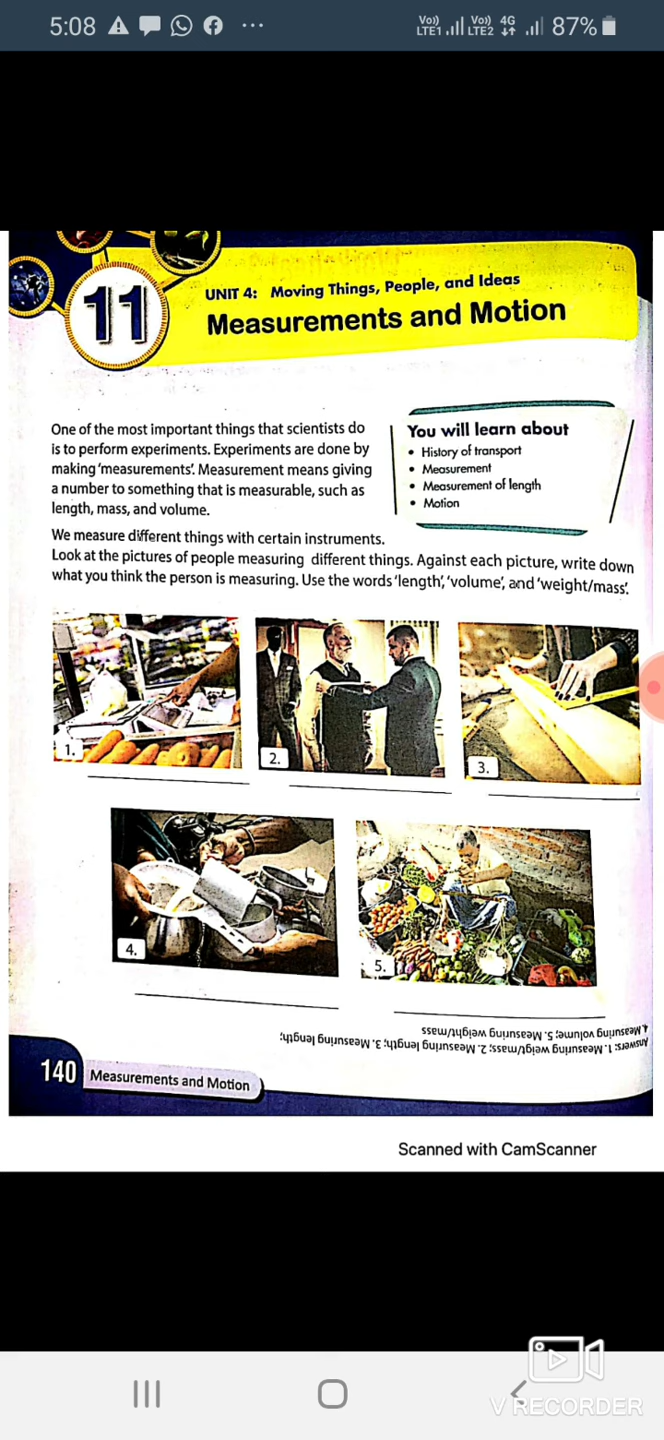 5:08
Vo)) LTE1 Vo)) LTE2 4G 87%
11
UNIT 4: Moving Things, People, and Ideas
Measurements and Motion
One of the most important things that scientists do
is to perform experiments. Experiments are done by
making 'measurements'. Measurement means giving
a number to something that is measurable, such as
length, mass, and volume.
You will learn about
• History of transport
• Measurement
• Measurement of length
• Motion
We measure different things with certain instruments.
Look at the pictures of people measuring different things. Against each picture, write down
what you think the person is measuring. Use the words 'length', 'volume', and 'weight/mass'.
1.
2.
3.
4.
5.
Answers: 1. Measuring weight/mass; 2. Measuring length; 3. Measuring length;
4. Measuring volume; 5. Measuring weight/mass
140 Measurements and Motion
Scanned with CamScanner
V RECORDER